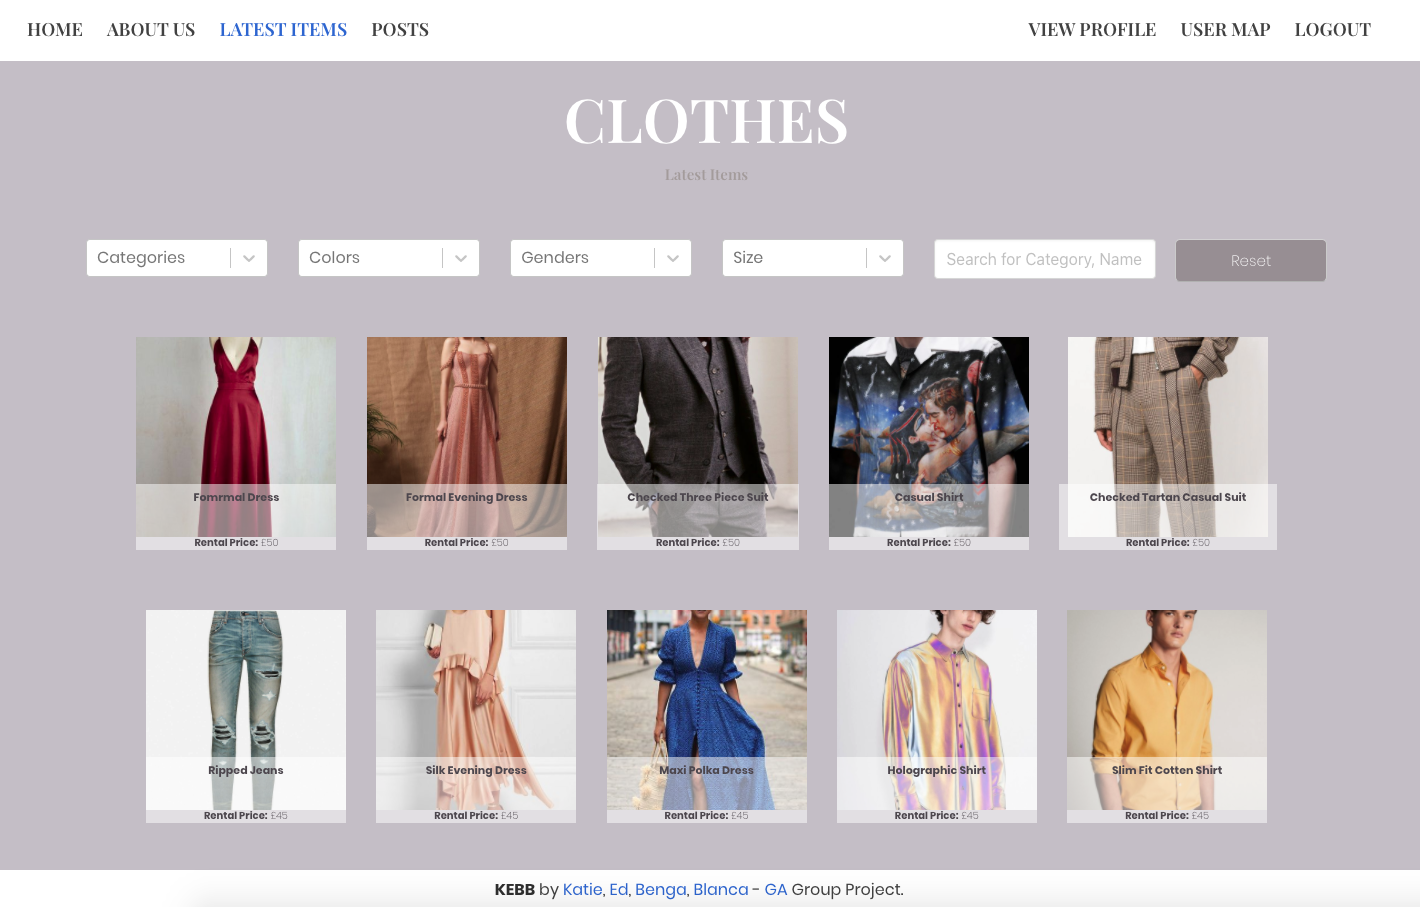 HOME ABOUT US LATEST ITEMS POSTS VIEW PROFILE USER MAP LOGOUT
CLOTHES
Latest Items
Categories Colors Genders Size Search for Category, Name Reset
Fomrmal Dress Formal Evening Dress Checked Three Piece Suit Casual Shirt Checked Tartan Casual Suit
Rental Price: £50 Rental Price: £50 Rental Price: £50 Rental Price: £50 Rental Price: £50
Ripped Jeans Silk Evening Dress Maxi Polka Dress Holographic Shirt Slim Fit Cotten Shirt
Rental Price: £45 Rental Price: £45 Rental Price: £45 Rental Price: £45 Rental Price: £45
KEBB by Katie, Ed, Benga, Blanca - GA Group Project.